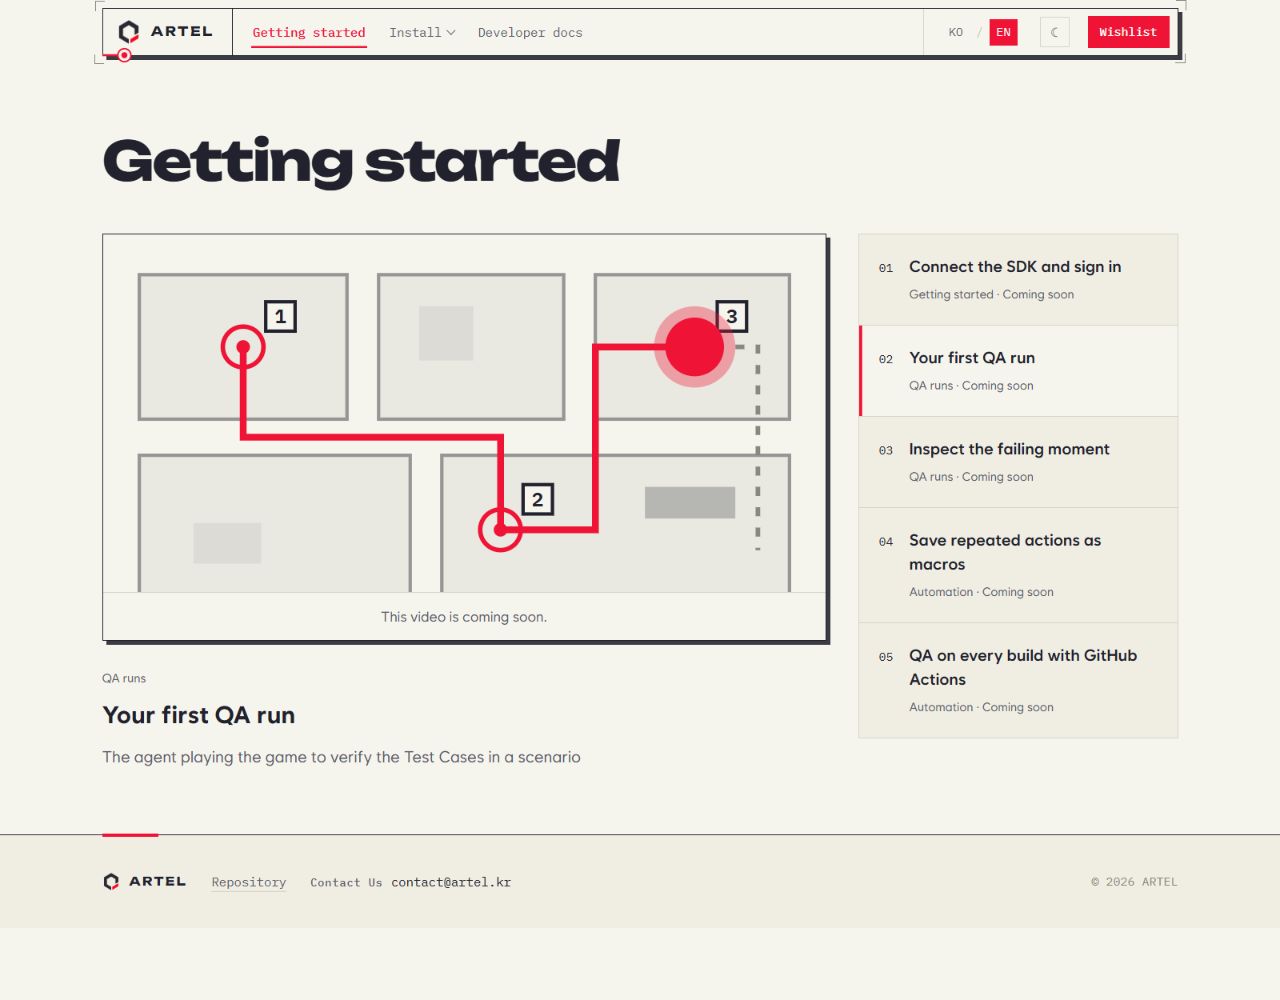 ARTEL
Getting started
Install
Developer docs
KO / EN
Wishlist
Getting started
1
3
2
This video is coming soon.
QA runs
Your first QA run
The agent playing the game to verify the Test Cases in a scenario
01
Connect the SDK and sign in
Getting started · Coming soon
02
Your first QA run
QA runs · Coming soon
03
Inspect the failing moment
QA runs · Coming soon
04
Save repeated actions as
macros
Automation · Coming soon
05
QA on every build with GitHub
Actions
Automation · Coming soon
ARTEL
Repository
Contact Us contact@artel.kr
© 2026 ARTEL